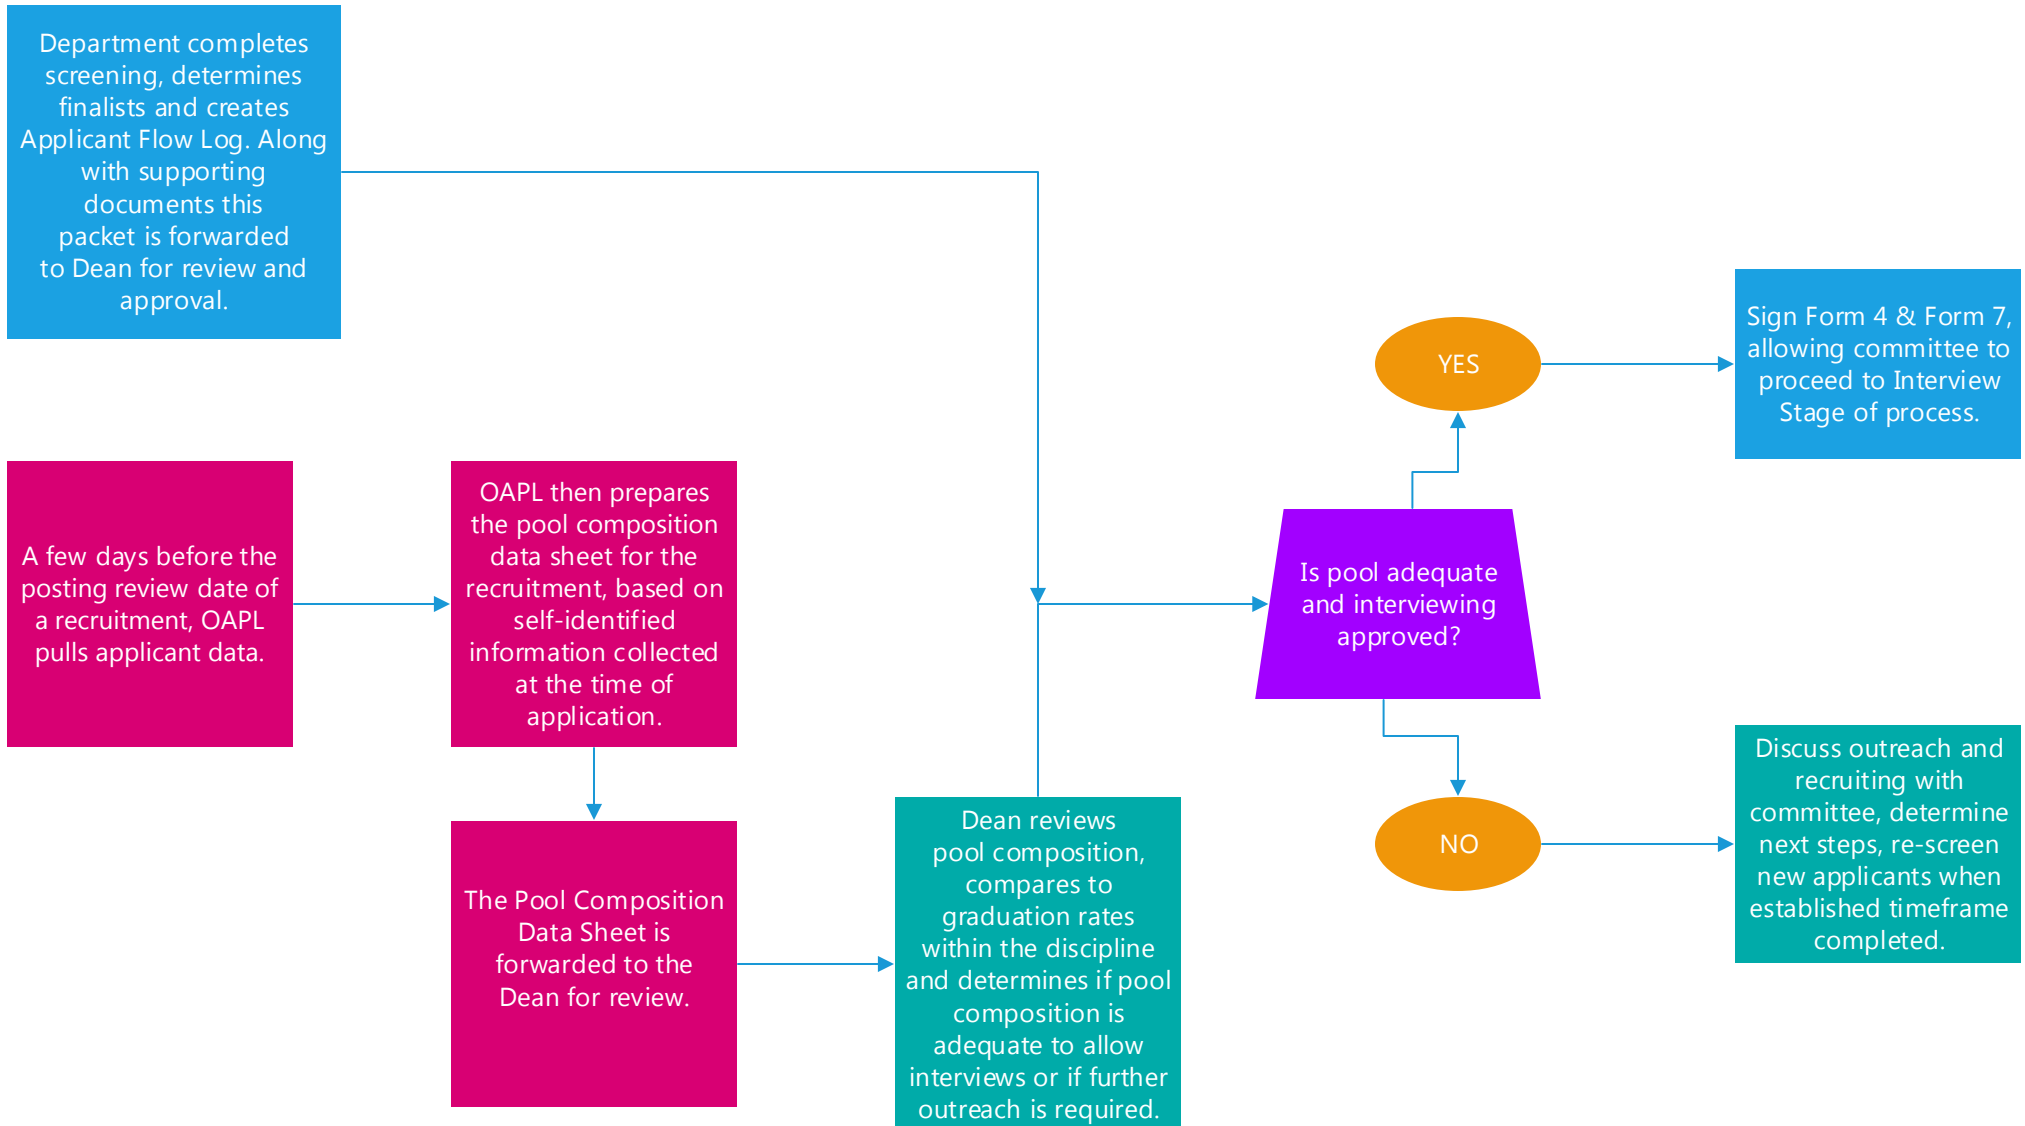 Department completes
screening, determines
finalists and creates
Applicant Flow Log. Along
with supporting
documents this
packet is forwarded
to Dean for review and
approval.
A few days before the
posting review date of
a recruitment, OAPL
pulls applicant data.
OAPL then prepares
the pool composition
data sheet for the
recruitment, based on
self-identified
information collected
at the time of
application.
The Pool Composition
Data Sheet is
forwarded to the
Dean for review.
Dean reviews
pool composition,
compares to
graduation rates
within the discipline
and determines if pool
composition is
adequate to allow
interviews or if further
outreach is required.
Is pool adequate
and interviewing
approved?
YES
Sign Form 4 & Form 7,
allowing committee to
proceed to Interview
Stage of process.
NO
Discuss outreach and
recruiting with
committee, determine
next steps, re-screen
new applicants when
established timeframe
completed.